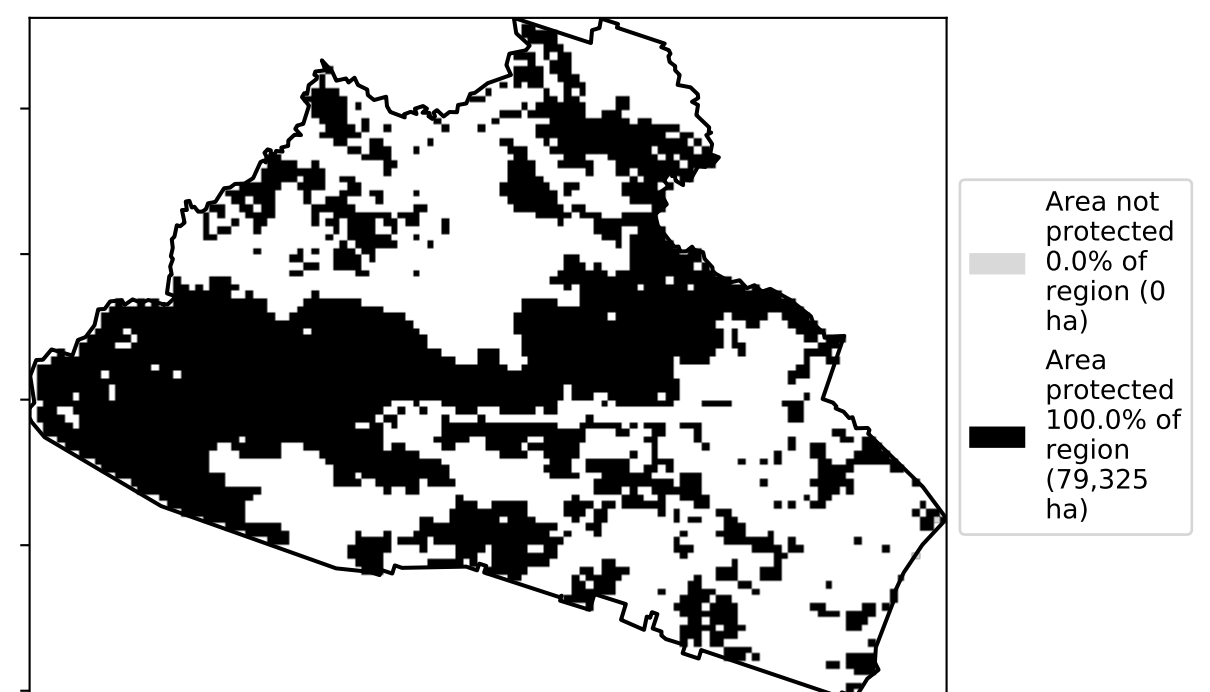 Area not
protected
0.0% of
region (0
ha)
Area
protected
100.0% of
region
(79,325
ha)